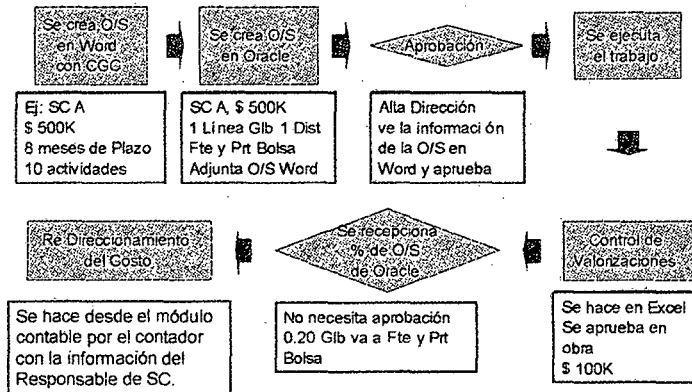 Se crea O/S
en Word
con CGG
Se crea O/S
en Oracle
Aprobación
Se ejecuta
el trabajo
Ej: SC A
$ 500K
8 meses de Plazo
10 actividades
SC A, $ 500K
1 Línea Glb 1 Dist
Fte y Prt Bolsa
Adjunta O/S Word
Alta Dirección
ve la información
de la O/S en
Word y aprueba
Re Direccionamiento
del Costo
Se recepciona
% de O/S
de Oracle
Control de
Valorizaciones
Se hace desde el módulo
contable por el contador
con la información del
Responsable de SC.
No necesita aprobación
0.20 Glb va a Fte y Prt
Bolsa
Se hace en Excel
Se aprueba en
obra
$ 100K